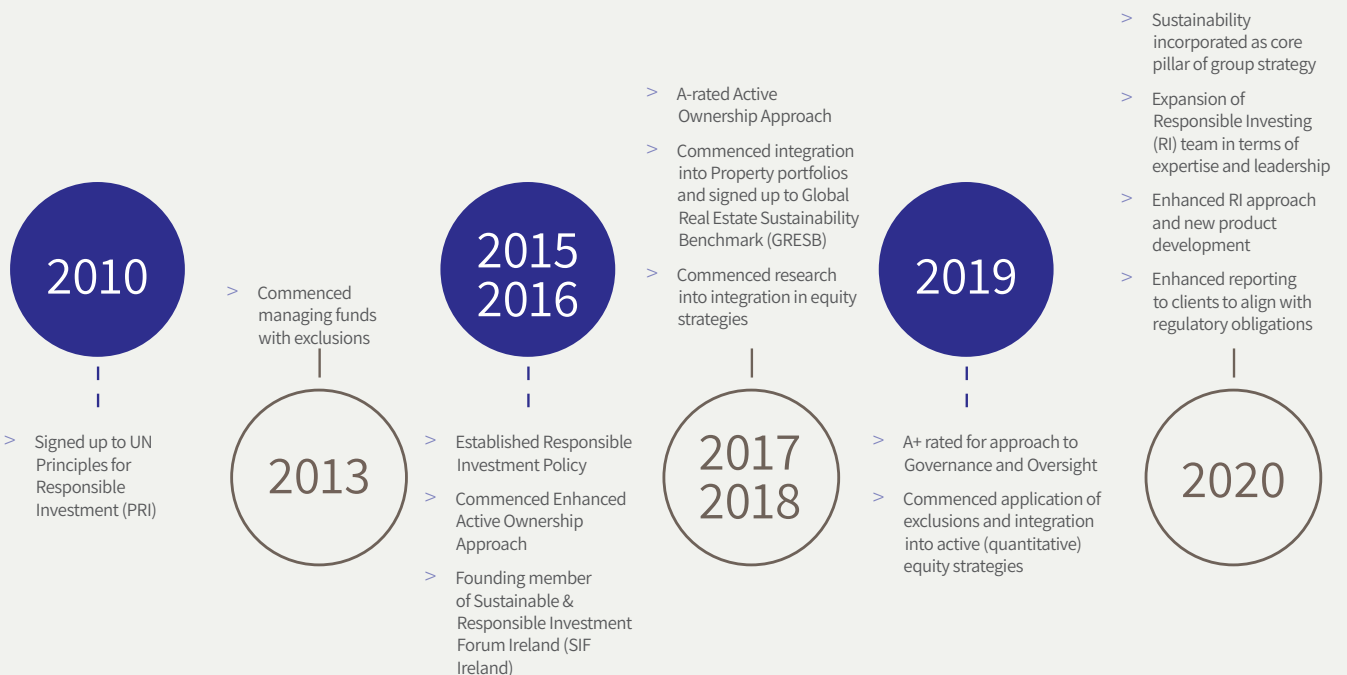 2010
> Signed up to UN
Principles for
Responsible
Investment (PRI)
> Commenced
managing funds
with exclusions
2013
2015
2016
> Established Responsible
Investment Policy
> Commenced Enhanced
Active Ownership
Approach
> Founding member
of Sustainable &
Responsible Investment
Forum Ireland (SIF
Ireland)
> A-rated Active
Ownership Approach
> Commenced integration
into Property portfolios
and signed up to Global
Real Estate Sustainability
Benchmark (GRESB)
> Commenced research
into integration in equity
strategies
2017
2018
2019
> A+ rated for approach to
Governance and Oversight
> Commenced application of
exclusions and integration
into active (quantitative)
equity strategies
> Sustainability
incorporated as core
pillar of group strategy
> Expansion of
Responsible Investing
(RI) team in terms of
expertise and leadership
> Enhanced RI approach
and new product
development
> Enhanced reporting
to clients to align with
regulatory obligations
2020